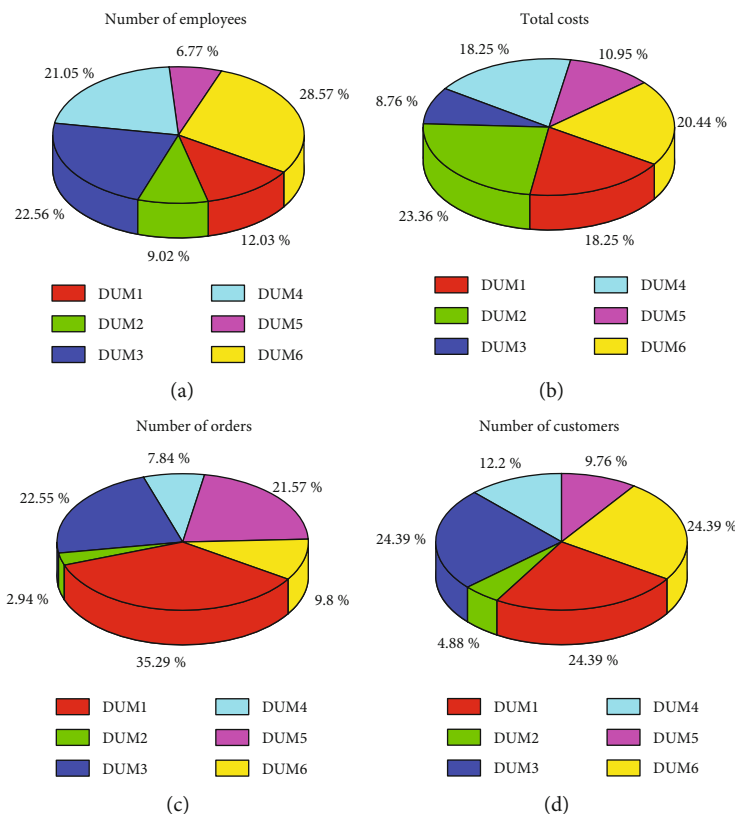 Number of employees
6.77 %
21.05 %
28.57 %
22.56 %
12.03 %
9.02 %
DUM1 DUM4
DUM2 DUM5
DUM3 DUM6
(a)
Total costs
18.25 %
10.95 %
8.76 %
20.44 %
23.36 %
18.25 %
DUM1 DUM4
DUM2 DUM5
DUM3 DUM6
(b)
Number of orders
7.84 %
21.57 %
22.55 %
2.94 %
9.8 %
35.29 %
DUM1 DUM4
DUM2 DUM5
DUM3 DUM6
(c)
Number of customers
12.2 %
9.76 %
24.39 %
24.39 %
4.88 %
24.39 %
DUM1 DUM4
DUM2 DUM5
DUM3 DUM6
(d)